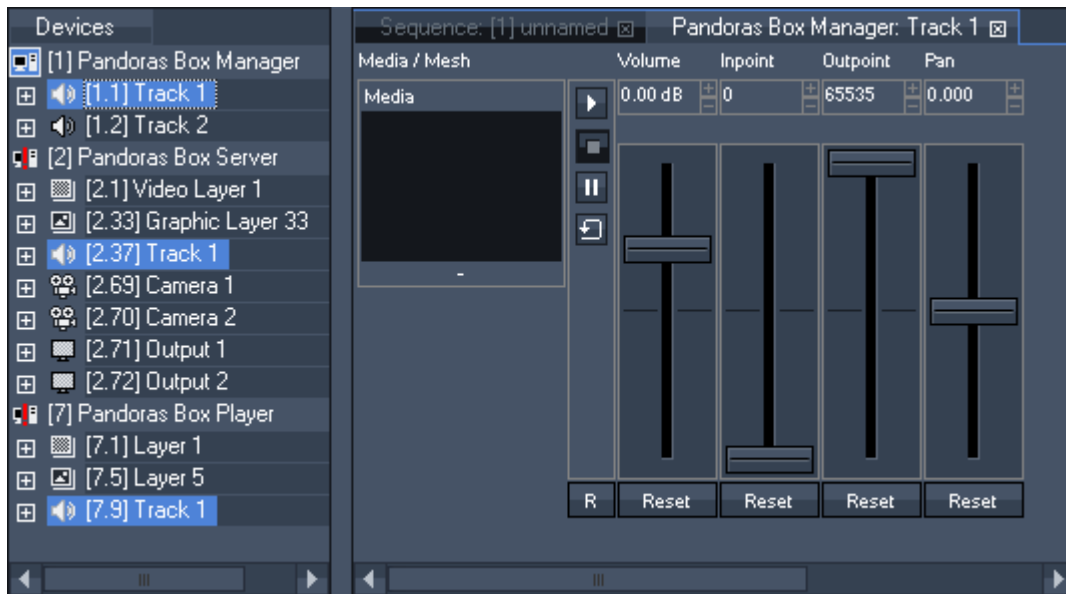 Devices
[1] Pandoras Box Manager
[1.1] Track 1
[1.2] Track 2
[2] Pandoras Box Server
[2.1] Video Layer 1
[2.33] Graphic Layer 33
[2.37] Track 1
[2.69] Camera 1
[2.70] Camera 2
[2.71] Output 1
[2.72] Output 2
[7] Pandoras Box Player
[7.1] Layer 1
[7.5] Layer 5
[7.9] Track 1
Sequence: [1] unnamed Pandoras Box Manager: Track 1
Media / Mesh Volume Inpoint Outpoint Pan
Media 0.00 dB 0 65535 0.000
-
R Reset Reset Reset Reset